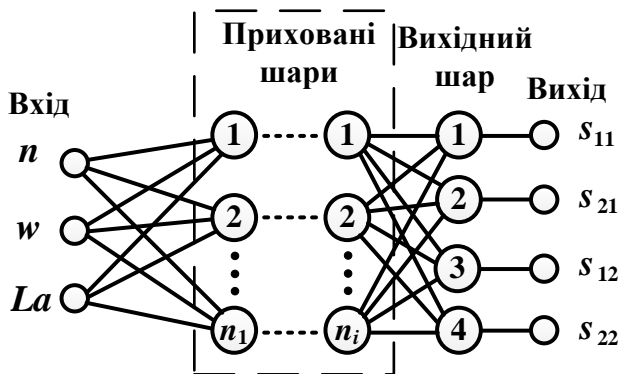 Приховані
шари
Вихідний
шар
Вхід
Вихід
n
w
La
1
2
n1
1
2
ni
1
2
3
4
s11
s21
s12
s22